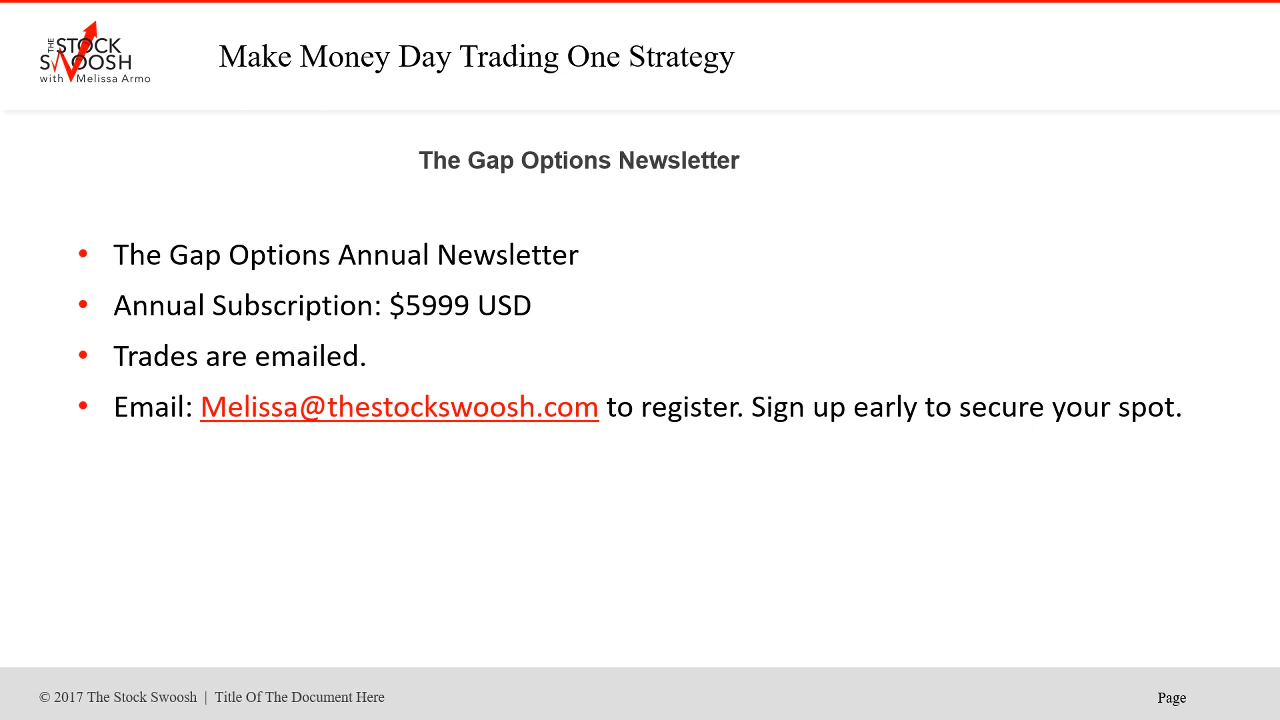 THE STOCK
SWOOSH
with Melissa Armo
Make Money Day Trading One Strategy
The Gap Options Newsletter
• The Gap Options Annual Newsletter
• Annual Subscription: $5999 USD
• Trades are emailed.
• Email: Melissa@thestockswoosh.com to register. Sign up early to secure your spot.
© 2017 The Stock Swoosh | Title Of The Document Here
Page